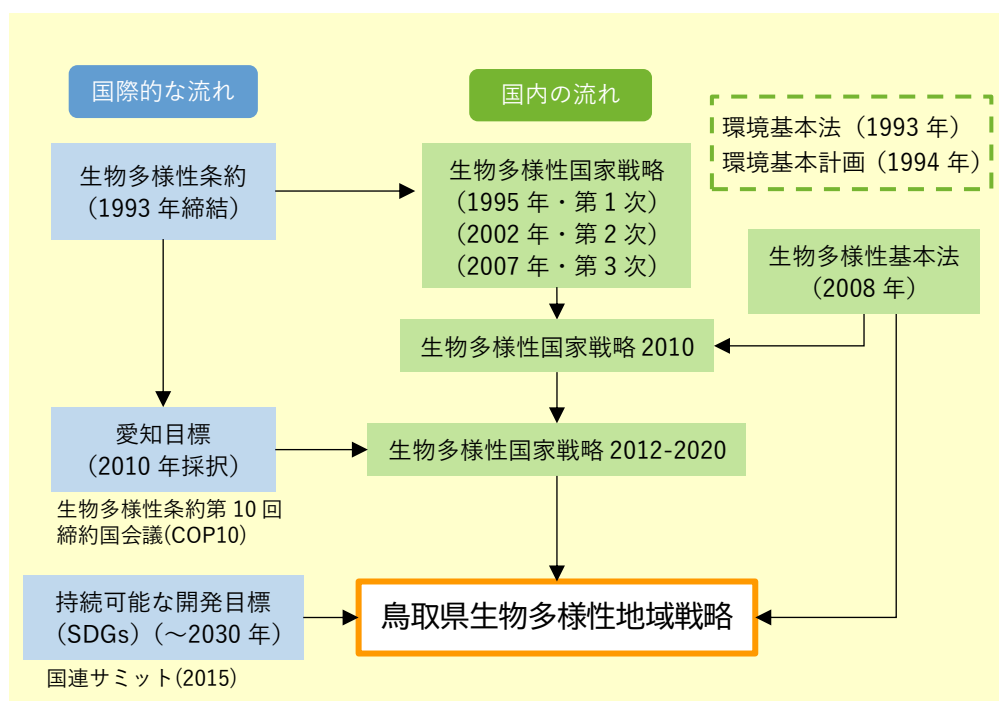 国際的な流れ
国内の流れ
環境基本法（1993 年）
環境基本計画（1994 年）
生物多様性条約
（1993 年締結）
生物多様性国家戦略
（1995 年・第 1 次）
（2002 年・第 2 次）
（2007 年・第 3 次）
生物多様性基本法
（2008 年）
生物多様性国家戦略 2010
愛知目標
（2010 年採択）
生物多様性国家戦略 2012-2020
生物多様性条約第 10 回
締約国会議(COP10)
持続可能な開発目標
（SDGs）（～2030 年）
鳥取県生物多様性地域戦略
国連サミット(2015)